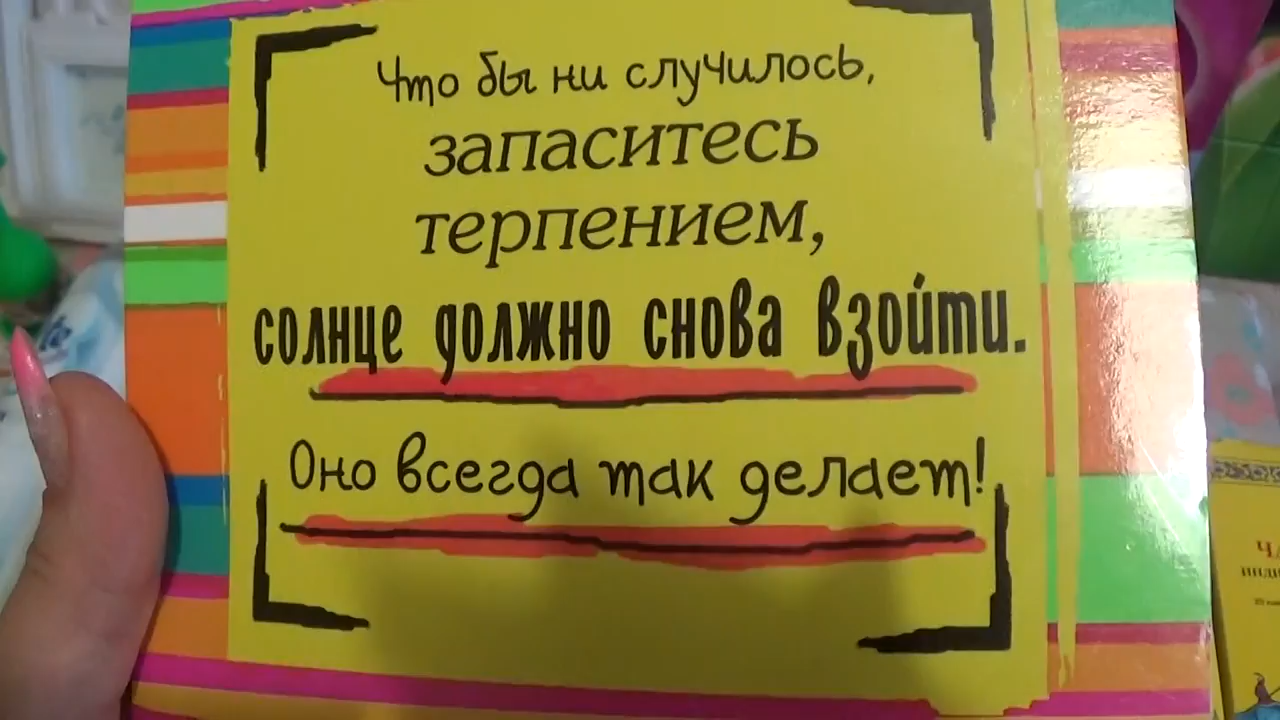 Что бы ни случилось,
запаситесь
терпением,
солнце должно снова взойти.
Оно всегда так делает!